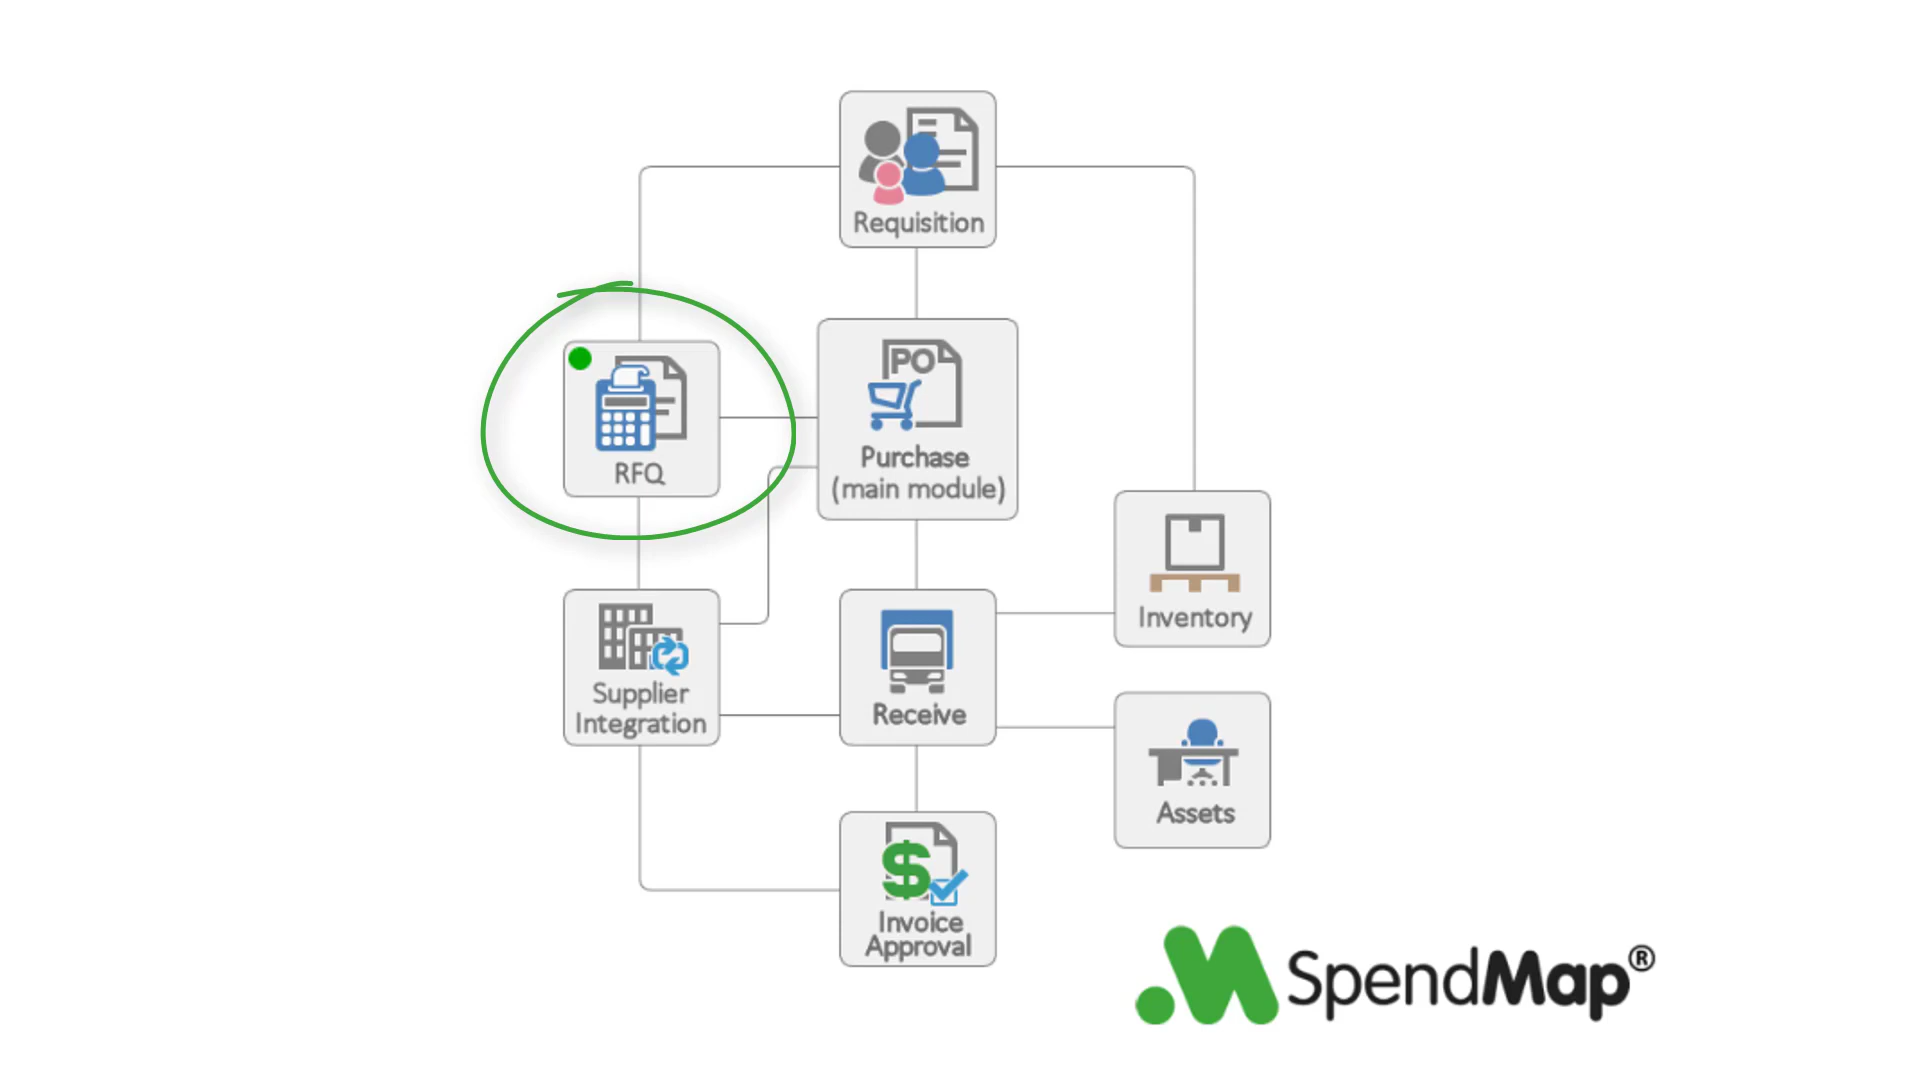 Requisition
PO
RFQ
Purchase
(main module)
Inventory
Supplier
Integration
Receive
Assets
$
Invoice
Approval
SpendMap®